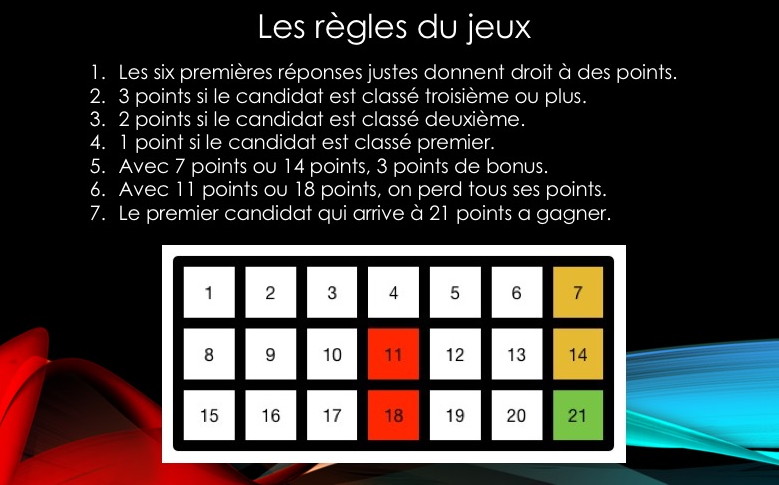 Les règles du jeux
1. Les six premières réponses justes donnent droit à des points.
2. 3 points si le candidat est classé troisième ou plus.
3. 2 points si le candidat est classé deuxième.
4. 1 point si le candidat est classé premier.
5. Avec 7 points ou 14 points, 3 points de bonus.
6. Avec 11 points ou 18 points, on perd tous ses points.
7. Le premier candidat qui arrive à 21 points a gagner.
1 2 3 4 5 6 7
8 9 10 11 12 13 14
15 16 17 18 19 20 21